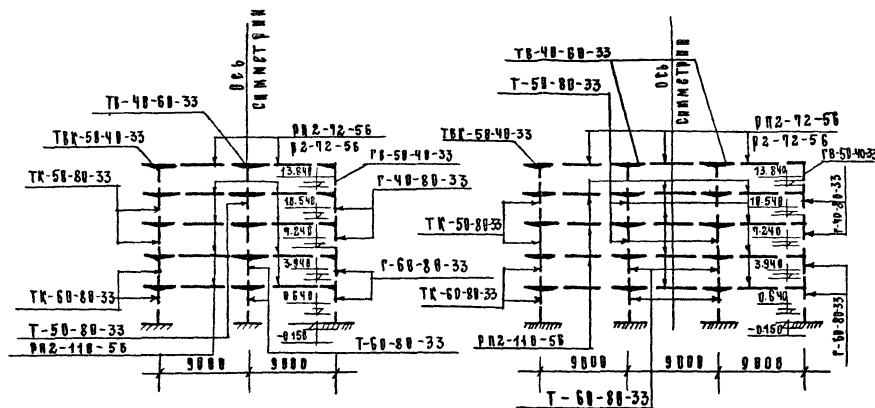 ОСЬ
СИММЕТРИИ
ТВ-40-60-33
РП2-72-56
Р2-72-56
ТВК-50-40-33
ГВ-50-40-33
ТК-50-80-33
Г-40-80-33
13.840
10.540
7.240
3.940
0.640
-0.150
Г-60-80-33
ТК-60-80-33
Т-50-80-33
РП2-110-56
Т-60-80-33
9000
9000
ОСЬ
СИММЕТРИИ
ТВ-40-60-33
Т-50-80-33
РП2-72-56
Р2-72-56
ТВК-50-40-33
ГВ-50-40-33
13.840
10.540
7.240
3.940
0.640
-0.150
Г-40-80-33
ТК-50-80-33
ТК-60-80-33
Г-60-80-33
РП2-110-56
9000
9000
9000
Т-60-80-33